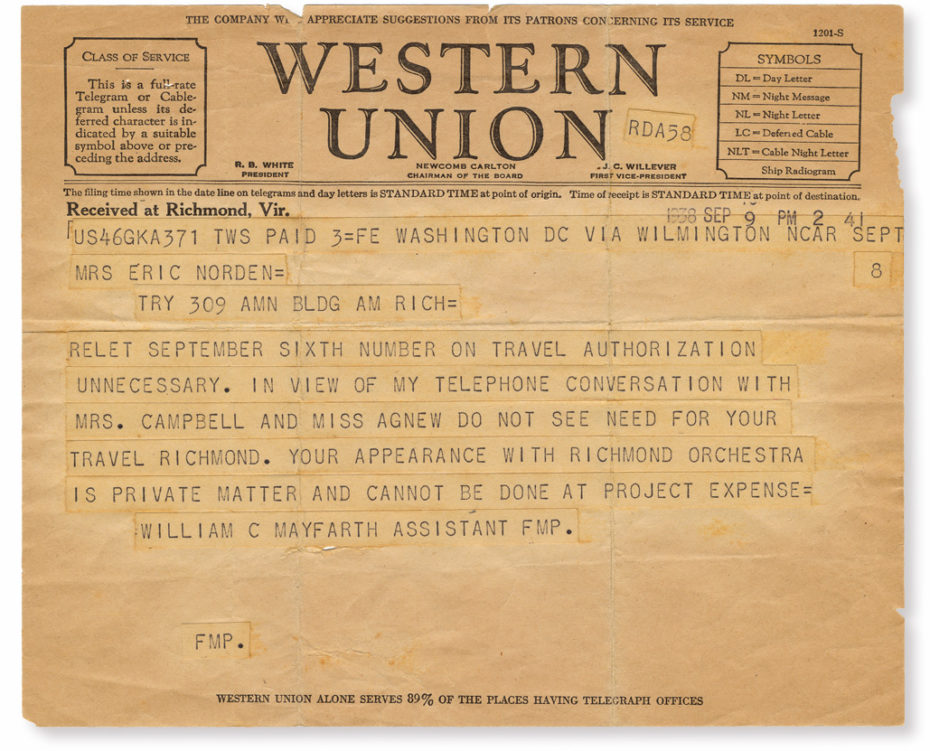 THE COMPANY APPRECIATE SUGGESTIONS FROM ITS PATRONS CONCERNING ITS SERVICE
1201-S
CLASS OF SERVICE
This is a full-rate
Telegram or Cable-
gram unless its de-
ferred character is in-
dicated by a suitable
symbol above or pre-
ceding the address.
WESTERN
UNION
RDA58
R. B. WHITE
PRESIDENT
NEWCOMB CARLTON
CHAIRMAN OF THE BOARD
J. C. WILLEVER
FIRST VICE-PRESIDENT
SYMBOLS
DL = Day Letter
NM = Night Message
NL = Night Letter
LC = Deferred Cable
NLT = Cable Night Letter
Ship Radiogram
The filing time shown in the date line on telegrams and day letters is STANDARD TIME at point of origin. Time of receipt is STANDARD TIME at point of destination.
Received at Richmond, Vir.
1938 SEP 9 PM 2 41
US46GKA371 TWS PAID 3=FE WASHINGTON DC VIA WILMINGTON NCAR SEPT
8
MRS ERIC NORDEN=
TRY 309 AMN BLDG AM RICH=
RELET SEPTEMBER SIXTH NUMBER ON TRAVEL AUTHORIZATION
UNNECESSARY. IN VIEW OF MY TELEPHONE CONVERSATION WITH
MRS. CAMPBELL AND MISS AGNEW DO NOT SEE NEED FOR YOUR
TRAVEL RICHMOND. YOUR APPEARANCE WITH RICHMOND ORCHESTRA
IS PRIVATE MATTER AND CANNOT BE DONE AT PROJECT EXPENSE=
WILLIAM C MAYFARTH ASSISTANT FMP.
FMP.
WESTERN UNION ALONE SERVES 89% OF THE PLACES HAVING TELEGRAPH OFFICES